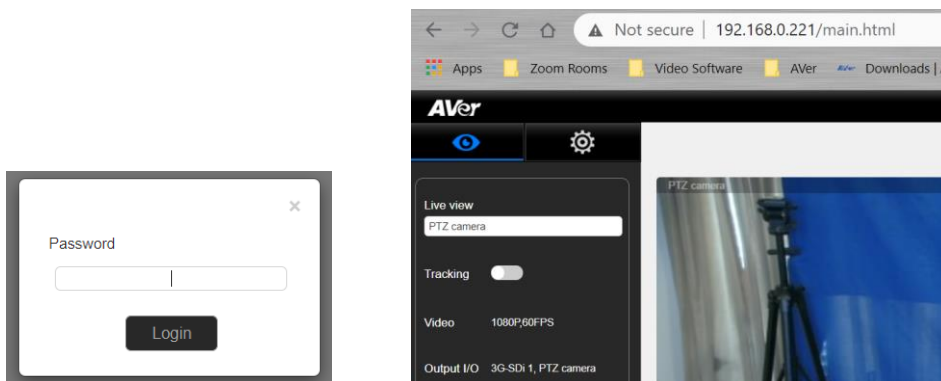 Not secure | 192.168.0.221/main.html
Apps Zoom Rooms Video Software AVer AVer Downloads |
AVer
Live view
PTZ camera
Tracking
Video 1080P,60FPS
Output I/O 3G-SDi 1, PTZ camera
PTZ camera
×
Password
Login